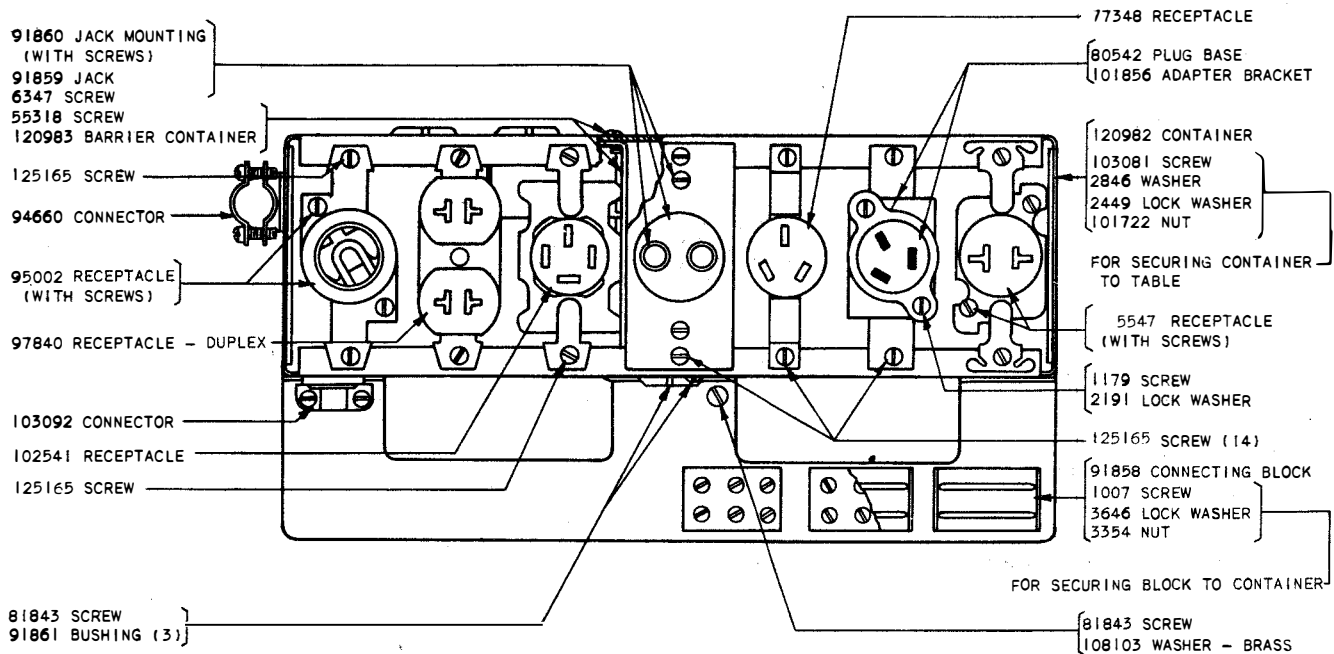 91860 JACK MOUNTING
(WITH SCREWS)
91859 JACK
6347 SCREW
55318 SCREW
120983 BARRIER CONTAINER
125165 SCREW
94660 CONNECTOR
95002 RECEPTACLE
(WITH SCREWS)
97840 RECEPTACLE - DUPLEX
103092 CONNECTOR
102541 RECEPTACLE
125165 SCREW
81843 SCREW
91861 BUSHING (3)
77348 RECEPTACLE
80542 PLUG BASE
101856 ADAPTER BRACKET
120982 CONTAINER
103081 SCREW
2846 WASHER
2449 LOCK WASHER
101722 NUT
FOR SECURING CONTAINER
TO TABLE
5547 RECEPTACLE
(WITH SCREWS)
1179 SCREW
2191 LOCK WASHER
125165 SCREW (14)
91858 CONNECTING BLOCK
1007 SCREW
3646 LOCK WASHER
3354 NUT
FOR SECURING BLOCK TO CONTAINER
81843 SCREW
108103 WASHER - BRASS